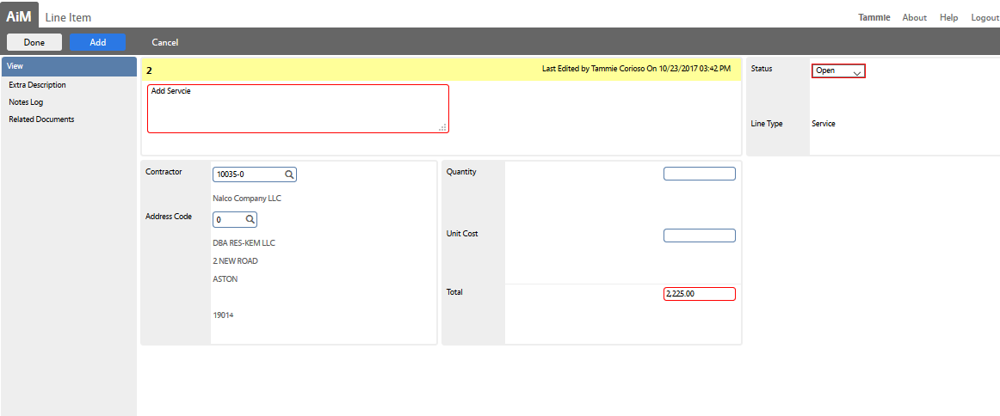 AiM Line Item Tammie About Help Logout
Done Add Cancel
View
Extra Description
Notes Log
Related Documents
2 Last Edited by Tammie Corioso On 10/23/2017 03:42 PM
Add Servcie
Status Open
Line Type Service
Contractor 10035-0
Nalco Company LLC
Address Code 0
DBA RES-KEM LLC
2 NEW ROAD
ASTON
19014
Quantity
Unit Cost
Total 2,225.00